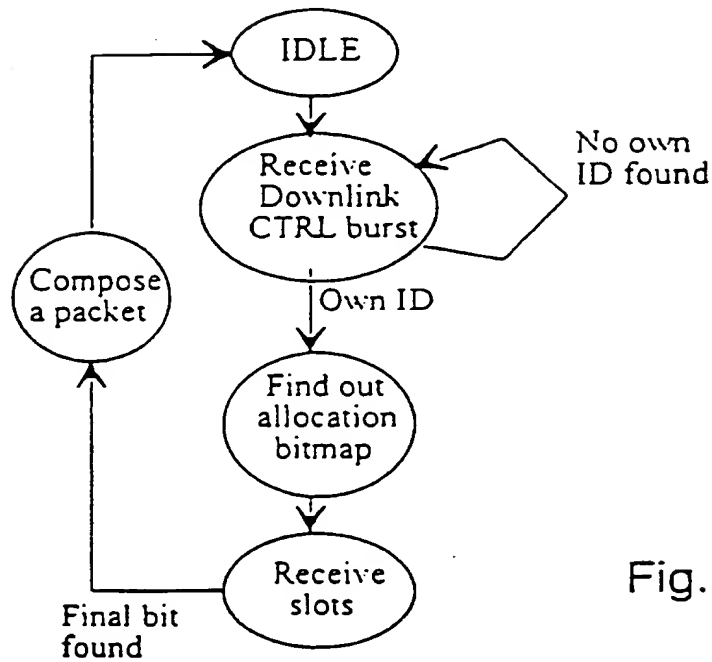 IDLE
Receive
Downlink
CTRL burst
No own
ID found
Own ID
Compose
a packet
Find out
allocation
bitmap
Receive
slots
Final bit
found
Fig.